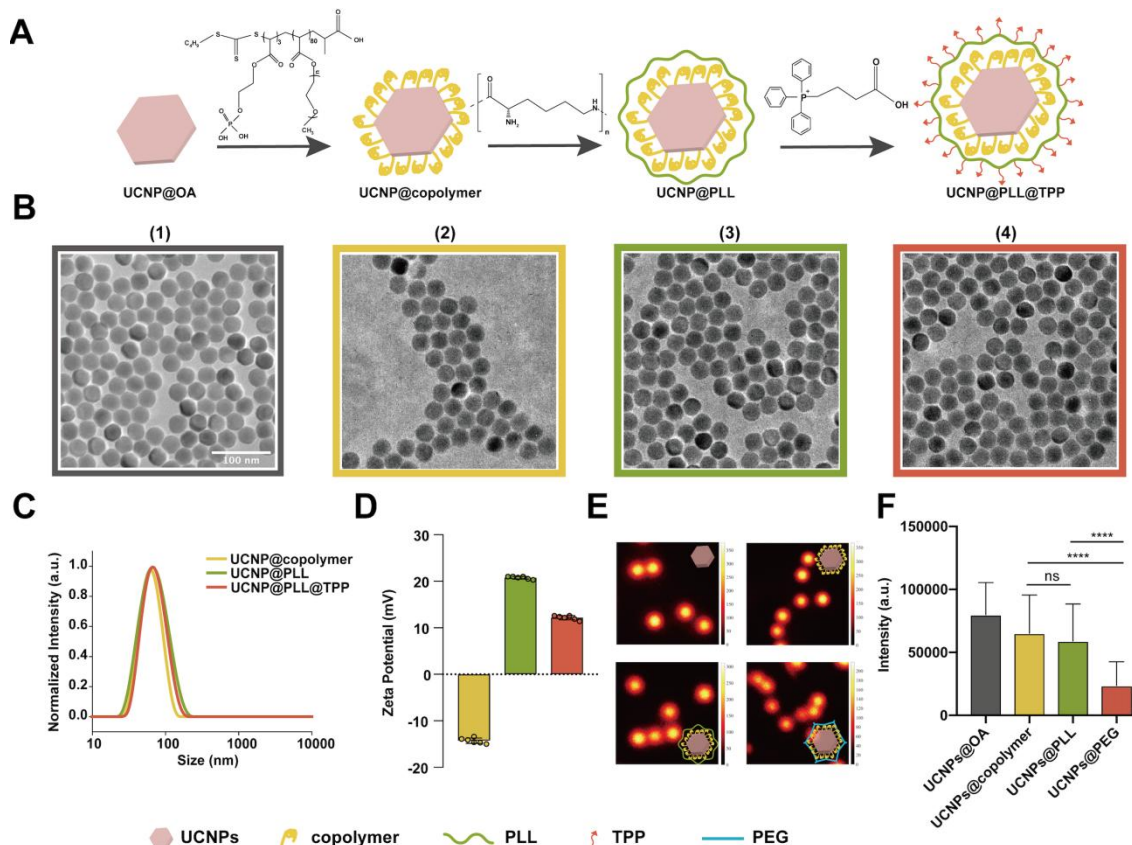 A
C₄H₉
S
S
S
3
80
O
OH
O
O
O
O
O
P
O
HO
OH
n
O
CH₃
O
NH₂
H
N
n
P⁺
O
OH
UCNP@OA
UCNP@copolymer
UCNP@PLL
UCNP@PLL@TPP
B
(1)
(2)
(3)
(4)
100 nm
C
Normalized Intensity (a.u.)
1.0
0.8
0.6
0.4
0.2
0.0
10
100
1000
10000
Size (nm)
UCNP@copolymer
UCNP@PLL
UCNP@PLL@TPP
D
Zeta Potential (mV)
30
20
10
0
-10
-20
E
F
Intensity (a.u.)
150000
100000
50000
0
****
****
ns
UCNPs@OA
UCNPs@copolymer
UCNPs@PLL
UCNPs@PEG
UCNPs
copolymer
PLL
TPP
PEG